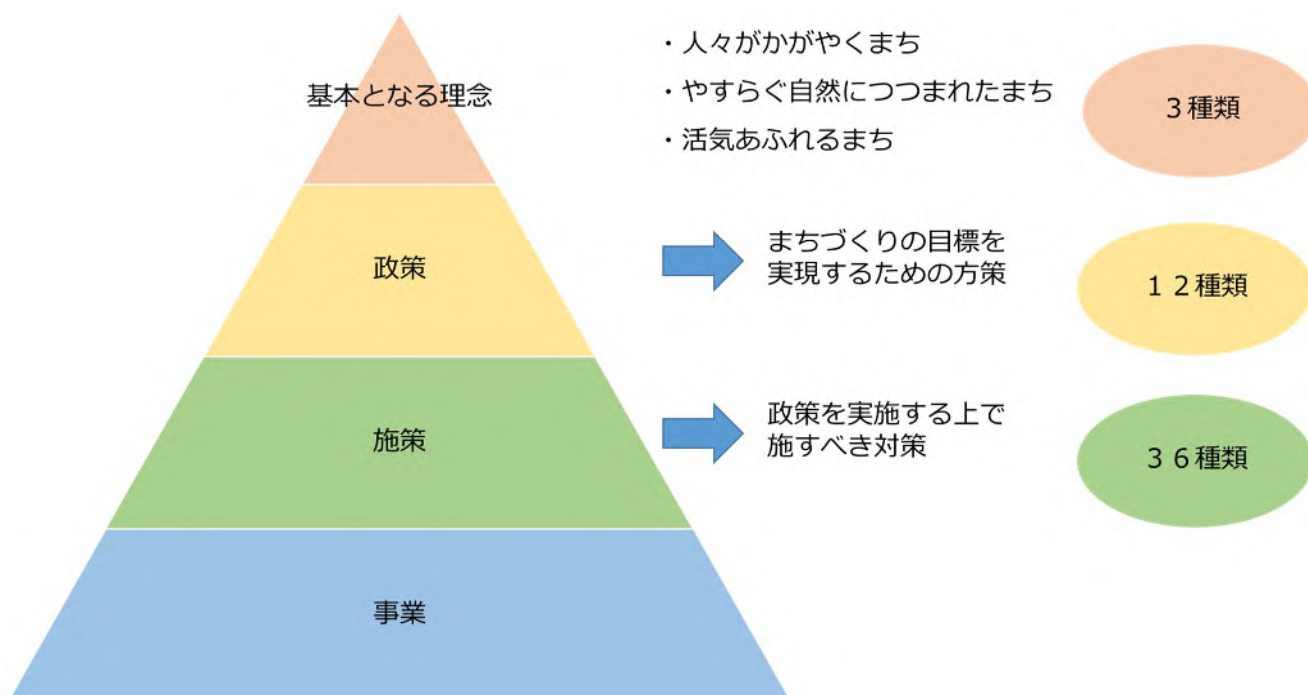 基本となる理念
・人々がかがやくまち
・やすらぐ自然につつまれたまち
・活気あふれるまち
３種類
政策
まちづくりの目標を
実現するための方策
１２種類
施策
政策を実施する上で
施すべき対策
３６種類
事業